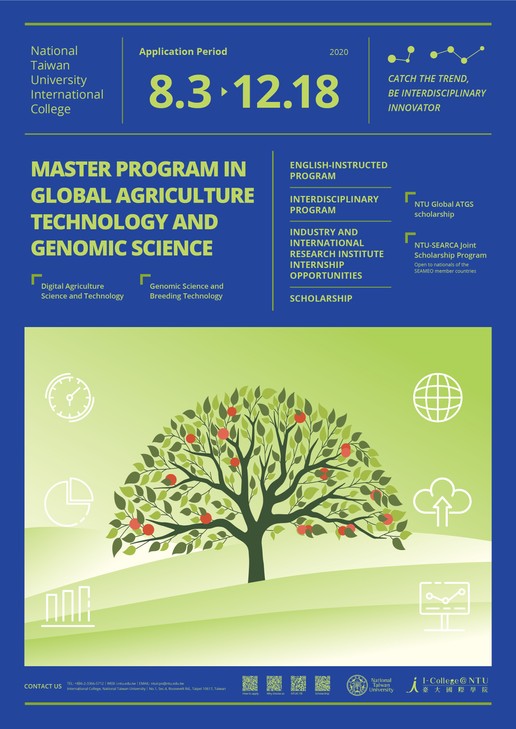 National
Taiwan
University
International
College
Application Period
2020
8.3 ▸ 12.18
CATCH THE TREND,
BE INTERDISCIPLINARY
INNOVATOR
MASTER PROGRAM IN
GLOBAL AGRICULTURE
TECHNOLOGY AND
GENOMIC SCIENCE
Digital Agriculture
Science and Technology
Genomic Science and
Breeding Technology
ENGLISH-INSTRUCTED
PROGRAM
INTERDISCIPLINARY
PROGRAM
INDUSTRY AND
INTERNATIONAL
RESEARCH INSTITUTE
INTERNSHIP
OPPORTUNITIES
SCHOLARSHIP
NTU Global ATGS
scholarship
NTU-SEARCA Joint
Scholarship Program
Open to nationals of the
SEAMEO member countries
CONTACT US
National
Taiwan
University
I-College@NTU
臺大國際學院